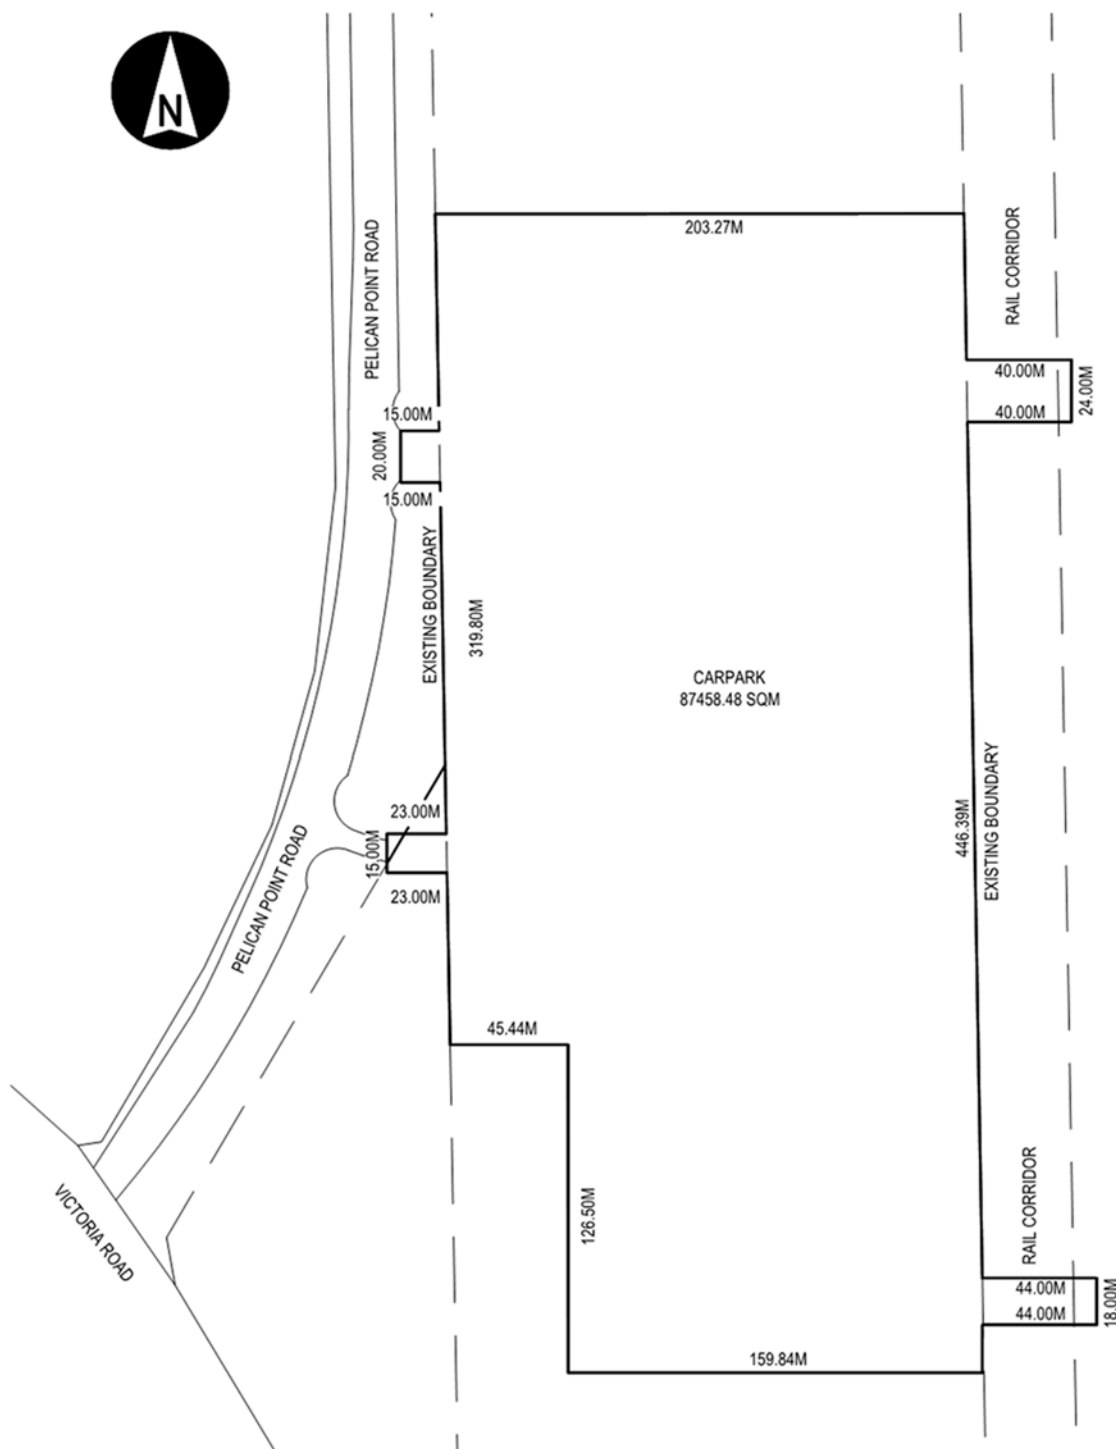 N
203.27M
PELICAN POINT ROAD
RAIL CORRIDOR
40.00M
24.00M
40.00M
15.00M
20.00M
15.00M
EXISTING BOUNDARY
319.80M
CARPARK
87458.48 SQM
446.39M
EXISTING BOUNDARY
23.00M
15.00M
23.00M
PELICAN POINT ROAD
45.44M
126.50M
VICTORIA ROAD
RAIL CORRIDOR
44.00M
44.00M
18.00M
159.84M